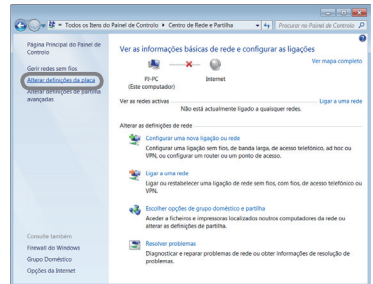 Todos os Itens do Painel de Controlo
Centro de Rede e Partilha
Procurar no Painel de Controlo
Página Principal do Painel de
Controlo
Gerir redes sem fios
Alterar definições da placa
Alterar definições de partilha
avançadas
Ver as informações básicas de rede e configurar as ligações
Ver mapa completo
PJ-PC
(Este computador)
Internet
Ver as redes activas
Ligar a uma rede
Não está actualmente ligado a quaisquer redes.
Alterar as definições de rede
Configurar uma nova ligação ou rede
Configurar uma ligação sem fios, de banda larga, de acesso telefónico, ad hoc ou
VPN, ou configurar um router ou um ponto de acesso.
Ligar a uma rede
Ligar ou restabelecer uma ligação de rede sem fios, com fios, de acesso telefónico ou
VPN.
Escolher opções de grupo doméstico e partilha
Aceder a ficheiros e impressoras localizados noutros computadores da rede ou
alterar as definições de partilha.
Resolver problemas
Diagnosticar e reparar problemas de rede ou obter informações de resolução de
problemas.
Consulte também
Firewall do Windows
Grupo Doméstico
Opções da Internet